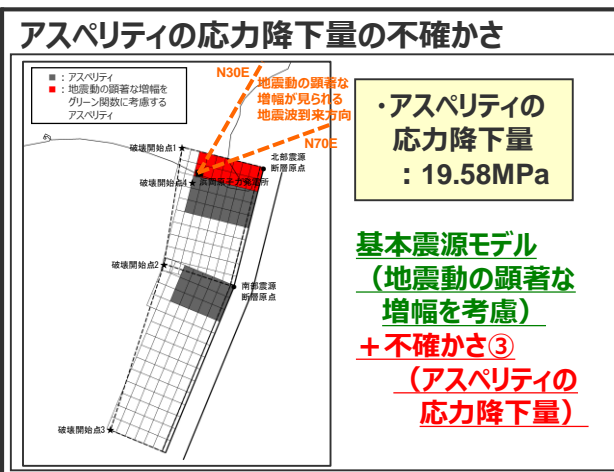 アスペリティの応力降下量の不確かさ
■ ：アスペリティ
■ ：地震動の顕著な増幅を
グリーン関数に考慮する
アスペリティ
N30E
地震動の顕著な
増幅が見られる
地震波到来方向
N70E
破壊開始点1★
北部震源
断層原点
破壊開始点4★
浜岡原子力発電所
破壊開始点2★
南部震源
断層原点
破壊開始点3★
・アスペリティの
応力降下量
：19.58MPa
基本震源モデル
（地震動の顕著な
増幅を考慮）
＋不確かさ③
（アスペリティの
応力降下量）